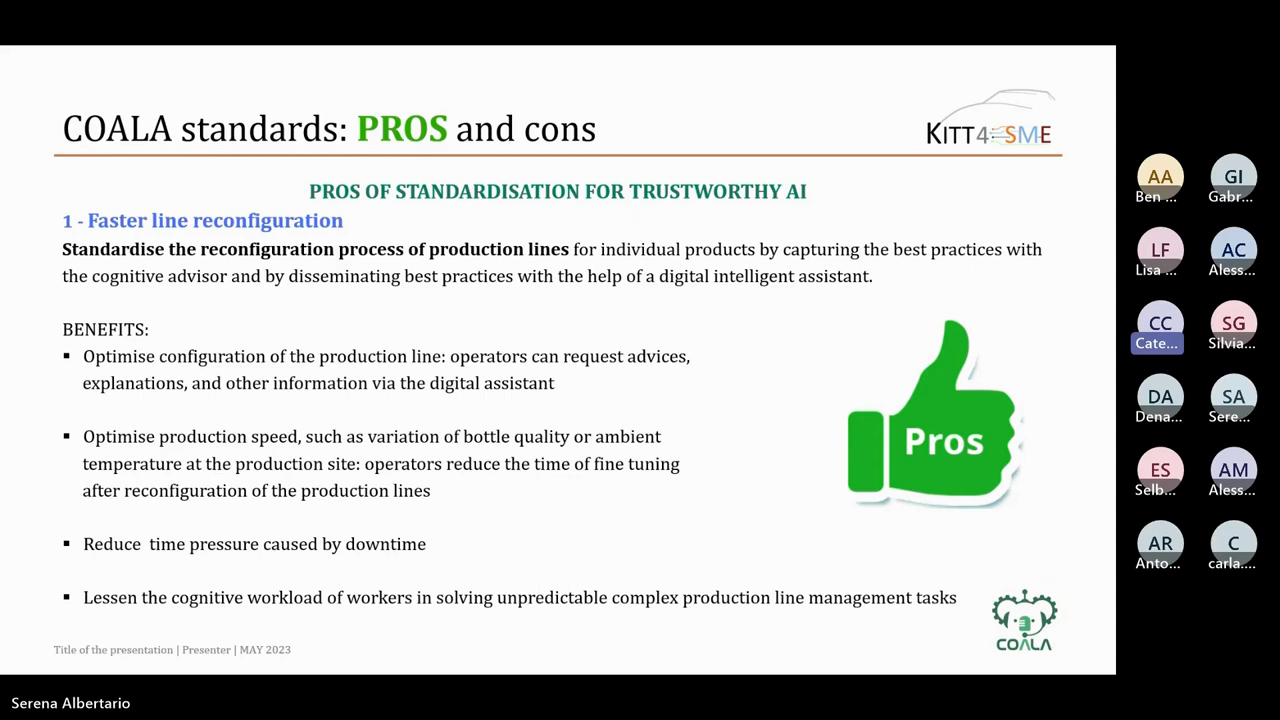 COALA standards: PROS and cons
KITT4SME
PROS OF STANDARDISATION FOR TRUSTWORTHY AI
1 - Faster line reconfiguration
Standardise the reconfiguration process of production lines for individual products by capturing the best practices with
the cognitive advisor and by disseminating best practices with the help of a digital intelligent assistant.
BENEFITS:
▪ Optimise configuration of the production line: operators can request advices,
explanations, and other information via the digital assistant
▪ Optimise production speed, such as variation of bottle quality or ambient
temperature at the production site: operators reduce the time of fine tuning
after reconfiguration of the production lines
▪ Reduce time pressure caused by downtime
▪ Lessen the cognitive workload of workers in solving unpredictable complex production line management tasks
Pros
COALA
Title of the presentation | Presenter | MAY 2023
AA
Ben ...
GI
Gabr...
LF
Lisa ...
AC
Aless...
CC
Cate...
SG
Silvia...
DA
Dena...
SA
Sere...
ES
Selb...
AM
Aless...
AR
Anto...
C
carla....
Serena Albertario